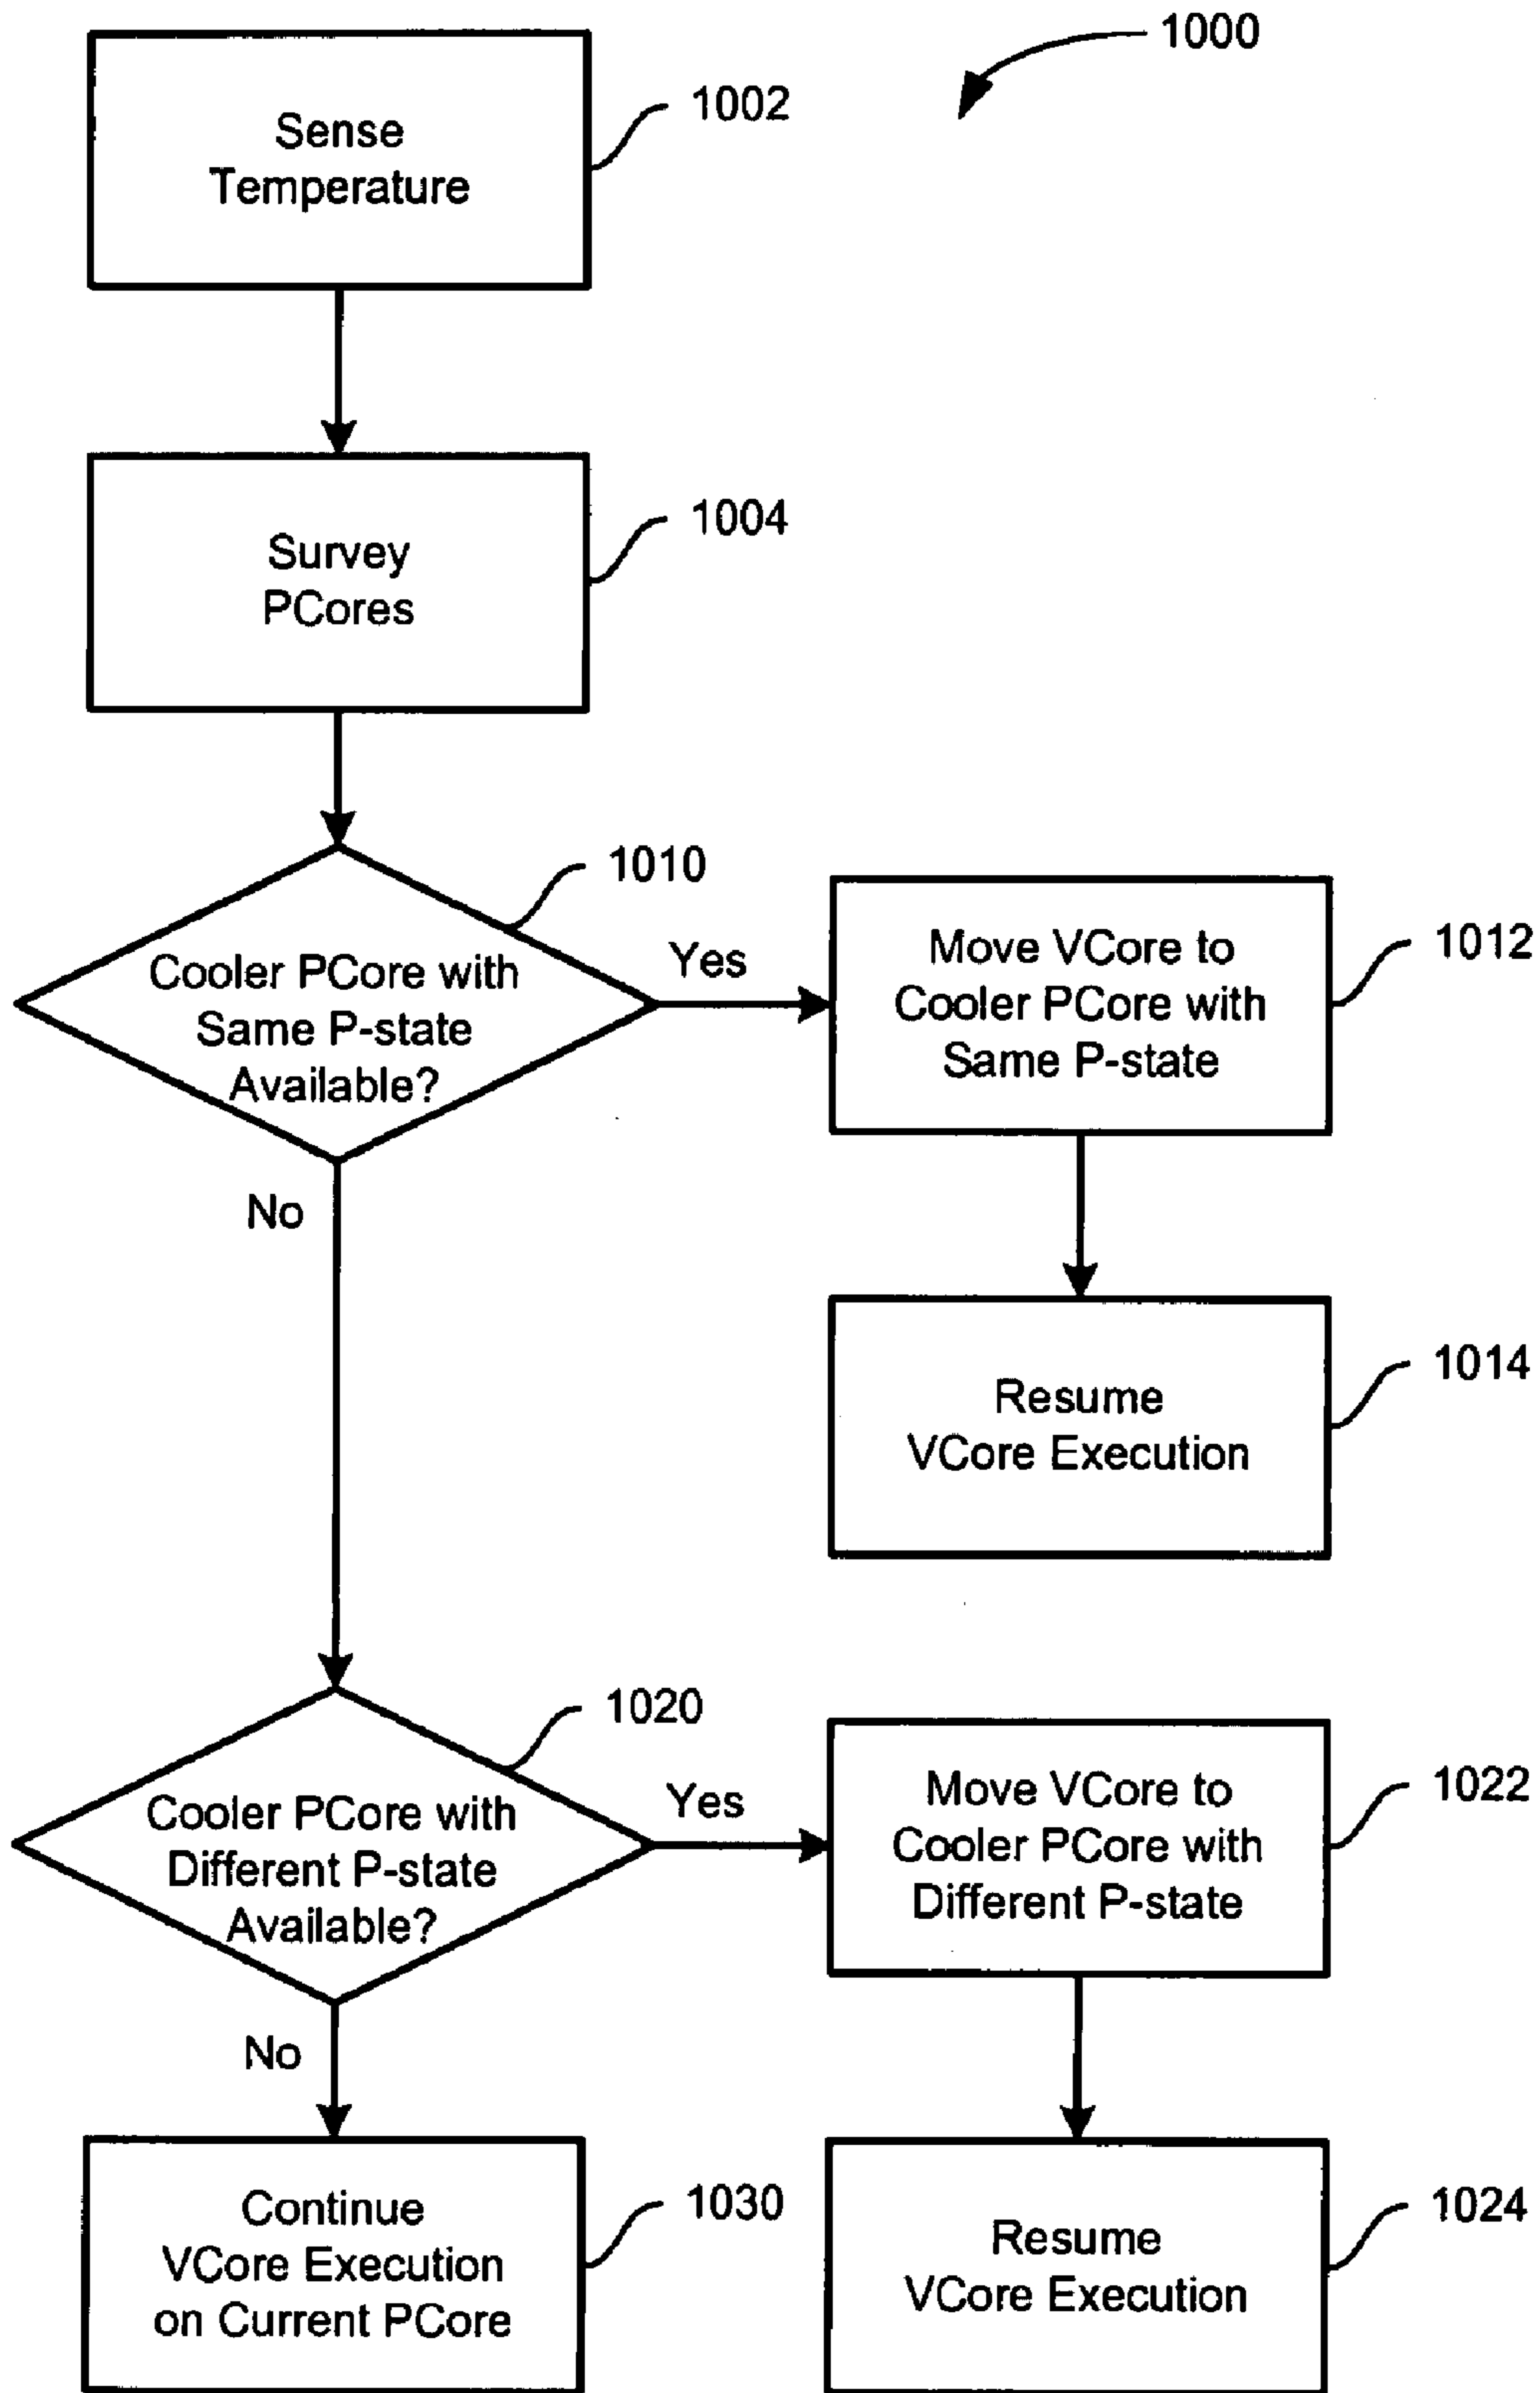 1000
Sense
Temperature
1002
Survey
PCores
1004
Cooler PCore with
Same P-state
Available?
1010
Yes
No
Move VCore to
Cooler PCore with
Same P-state
1012
Resume
VCore Execution
1014
Cooler PCore with
Different P-state
Available?
1020
Yes
No
Move VCore to
Cooler PCore with
Different P-state
1022
Continue
VCore Execution
on Current PCore
1030
Resume
VCore Execution
1024